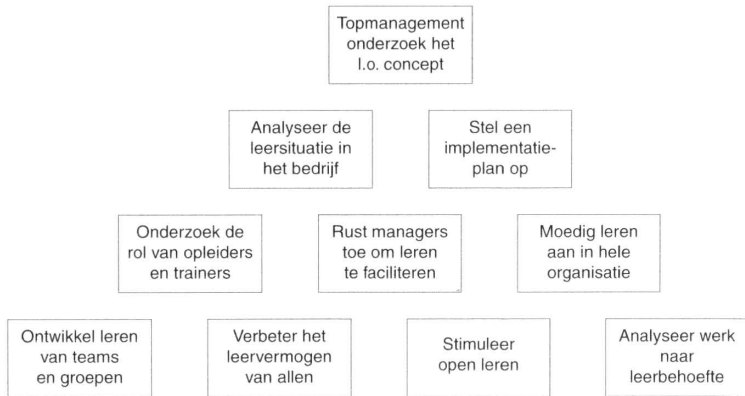 Topmanagement
onderzoek het
l.o. concept
Analyseer de
leersituatie in
het bedrijf
Stel een
implementatie-
plan op
Onderzoek de
rol van opleiders
en trainers
Rust managers
toe om leren
te faciliteren
Moedig leren
aan in hele
organisatie
Ontwikkel leren
van teams
en groepen
Verbeter het
leervermogen
van allen
Stimuleer
open leren
Analyseer werk
naar
leerbehoefte